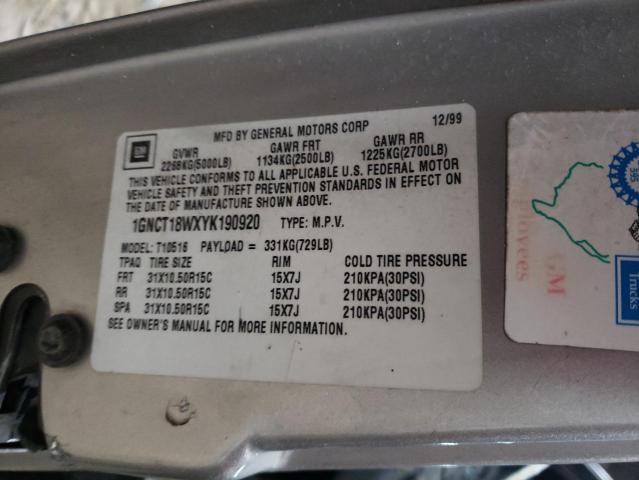 MFD BY GENERAL MOTORS CORP 12/99
GM GVWR GAWR FRT GAWR RR
2268KG(5000LB) 1134KG(2500LB) 1225KG(2700LB)
THIS VEHICLE CONFORMS TO ALL APPLICABLE U.S. FEDERAL MOTOR
VEHICLE SAFETY AND THEFT PREVENTION STANDARDS IN EFFECT ON
THE DATE OF MANUFACTURE SHOWN ABOVE.
1GNCT18WXYK190920 TYPE: M.P.V.
MODEL: T10516 PAYLOAD = 331KG(729LB)
TPAQ TIRE SIZE RIM COLD TIRE PRESSURE
FRT 31X10.50R15C 15X7J 210KPA(30PSI)
RR 31X10.50R15C 15X7J 210KPA(30PSI)
SPA 31X10.50R15C 15X7J 210KPA(30PSI)
SEE OWNER'S MANUAL FOR MORE INFORMATION.
GM
Trucks